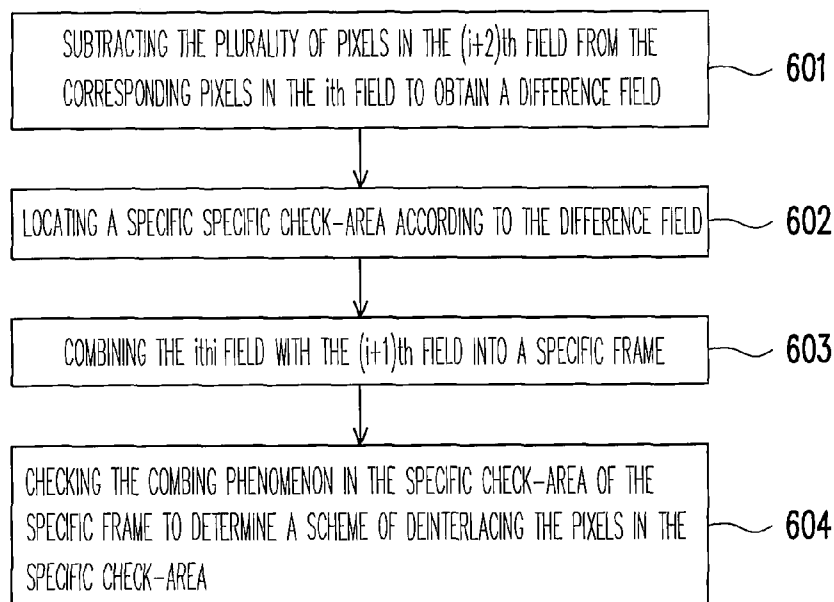 SUBTRACTING THE PLURALITY OF PIXELS IN THE (i+2)th FIELD FROM THE
CORRESPONDING PIXELS IN THE ith FIELD TO OBTAIN A DIFFERENCE FIELD
601
LOCATING A SPECIFIC SPECIFIC CHECK-AREA ACCORDING TO THE DIFFERENCE FIELD
602
COMBINING THE ithi FIELD WITH THE (i+1)th FIELD INTO A SPECIFIC FRAME
603
CHECKING THE COMBING PHENOMENON IN THE SPECIFIC CHECK-AREA OF THE
SPECIFIC FRAME TO DETERMINE A SCHEME OF DEINTERLACING THE PIXELS IN THE
SPECIFIC CHECK-AREA
604